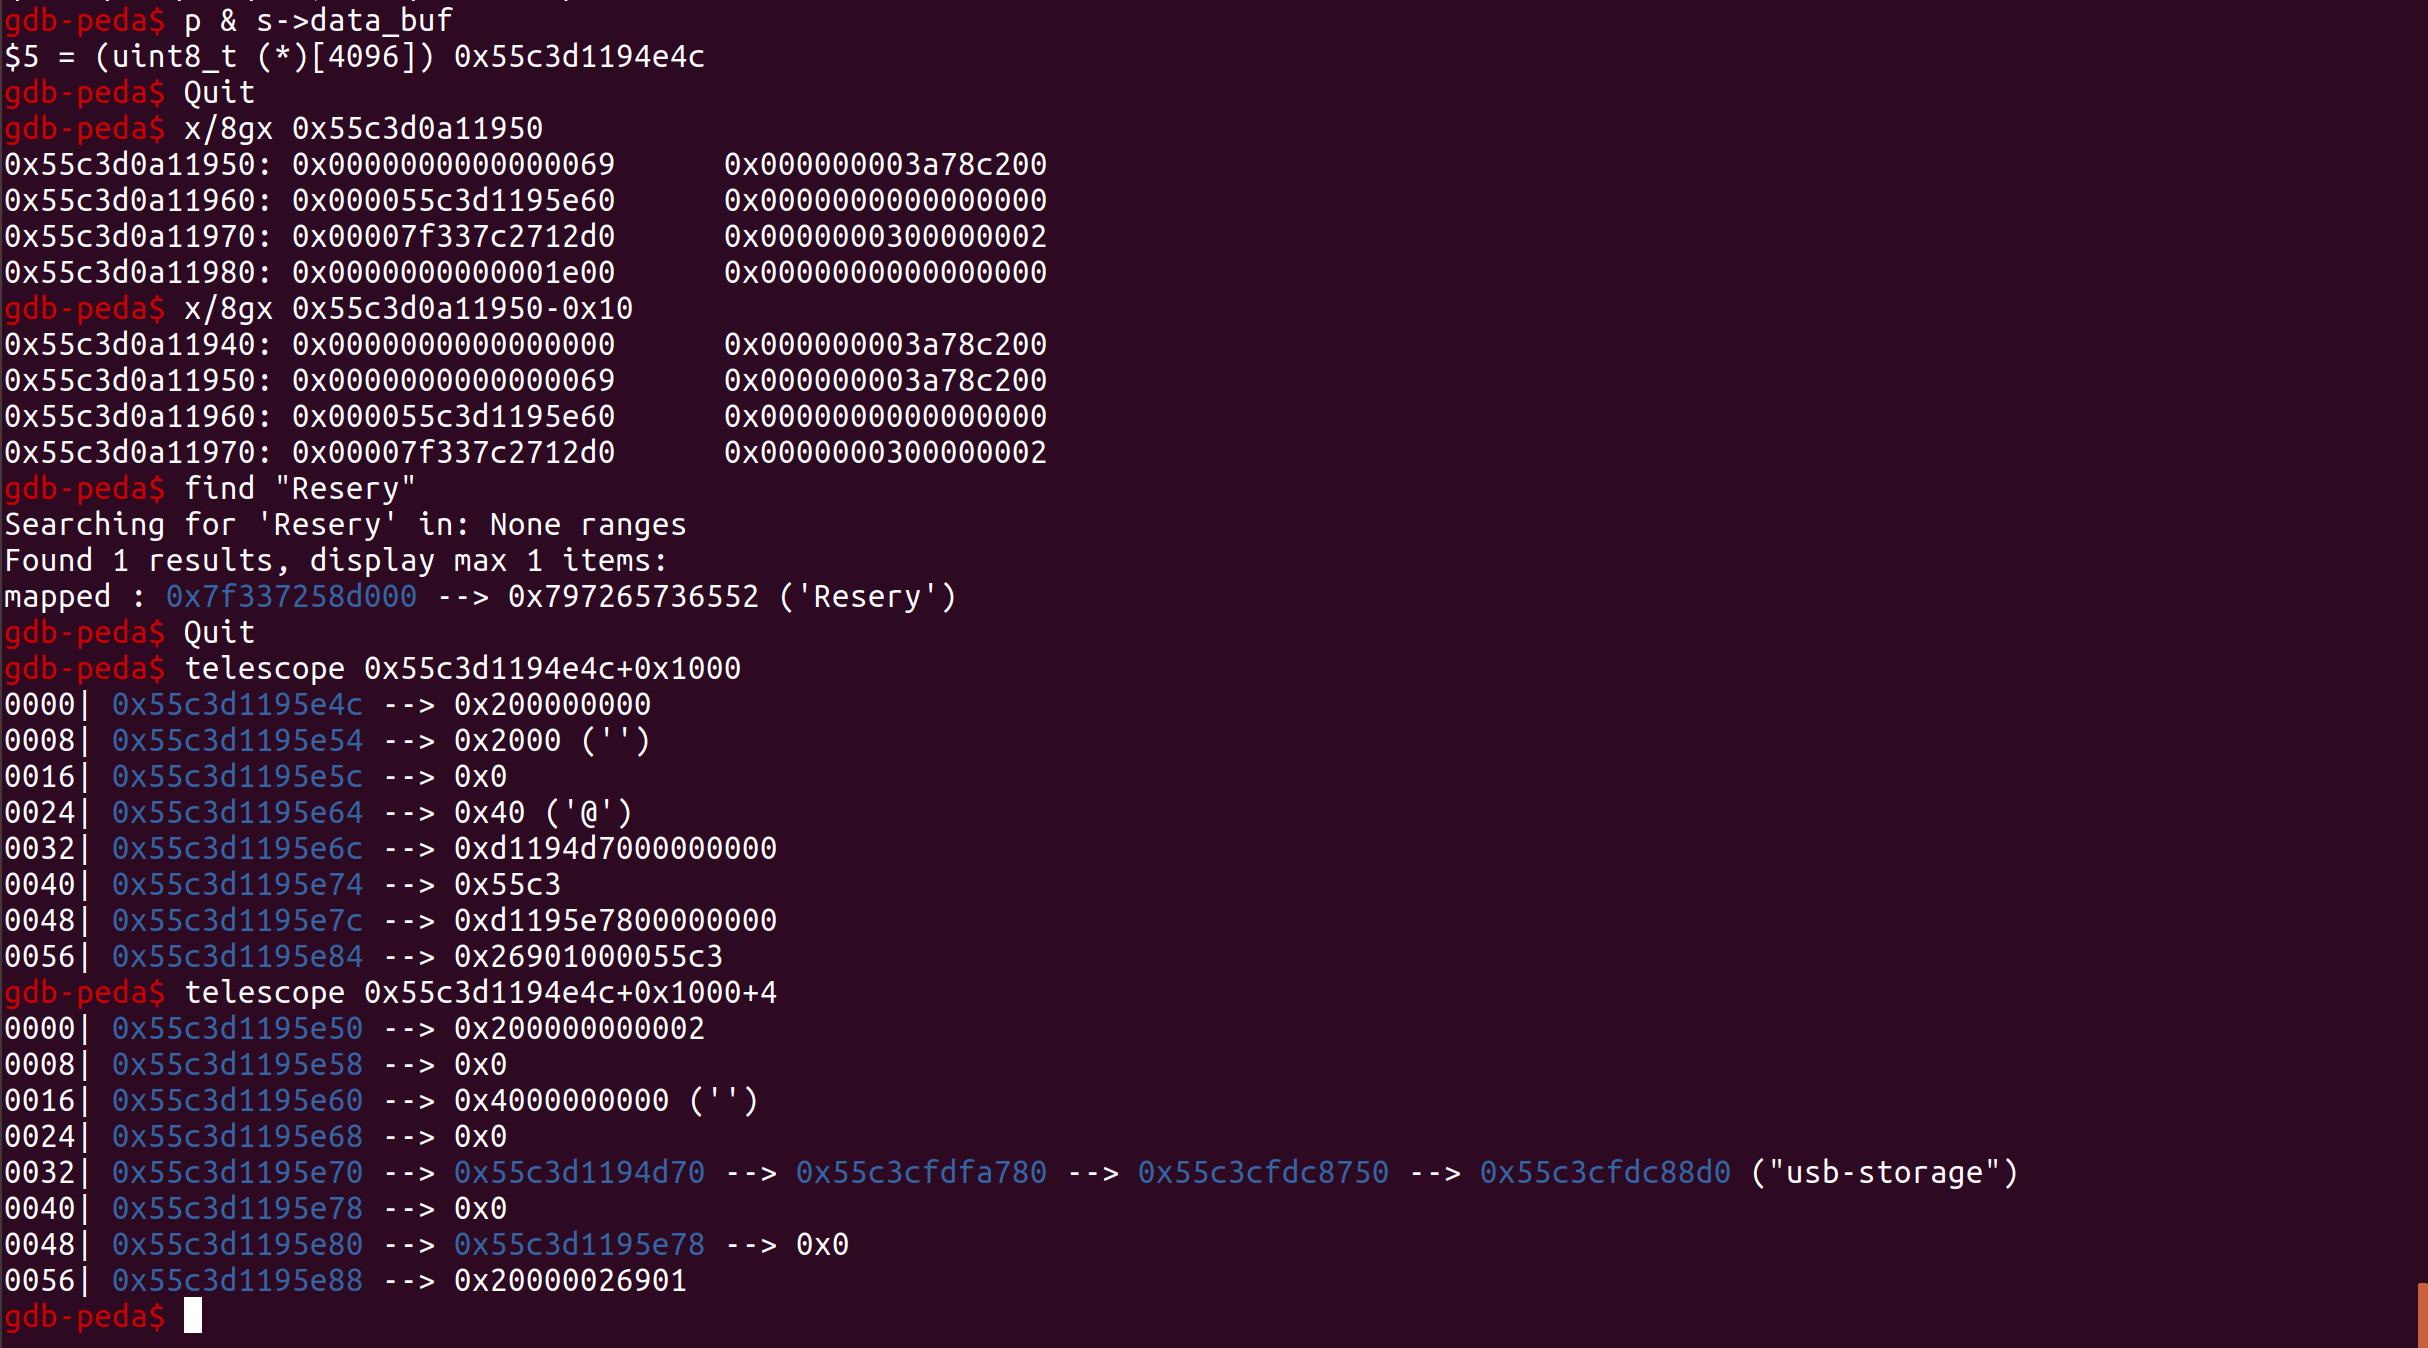 gdb-peda$ p & s->data_buf
$5 = (uint8_t (*)[4096]) 0x55c3d1194e4c
gdb-peda$ Quit
gdb-peda$ x/8gx 0x55c3d0a11950
0x55c3d0a11950: 0x0000000000000069 0x000000003a78c200
0x55c3d0a11960: 0x000055c3d1195e60 0x0000000000000000
0x55c3d0a11970: 0x00007f337c2712d0 0x0000000300000002
0x55c3d0a11980: 0x0000000000001e00 0x0000000000000000
gdb-peda$ x/8gx 0x55c3d0a11950-0x10
0x55c3d0a11940: 0x0000000000000000 0x000000003a78c200
0x55c3d0a11950: 0x0000000000000069 0x000000003a78c200
0x55c3d0a11960: 0x000055c3d1195e60 0x0000000000000000
0x55c3d0a11970: 0x00007f337c2712d0 0x0000000300000002
gdb-peda$ find "Resery"
Searching for 'Resery' in: None ranges
Found 1 results, display max 1 items:
mapped : 0x7f337258d000 --> 0x797265736552 ('Resery')
gdb-peda$ Quit
gdb-peda$ telescope 0x55c3d1194e4c+0x1000
0000| 0x55c3d1195e4c --> 0x200000000
0008| 0x55c3d1195e54 --> 0x2000 ('')
0016| 0x55c3d1195e5c --> 0x0
0024| 0x55c3d1195e64 --> 0x40 ('@')
0032| 0x55c3d1195e6c --> 0xd1194d7000000000
0040| 0x55c3d1195e74 --> 0x55c3
0048| 0x55c3d1195e7c --> 0xd1195e7800000000
0056| 0x55c3d1195e84 --> 0x26901000055c3
gdb-peda$ telescope 0x55c3d1194e4c+0x1000+4
0000| 0x55c3d1195e50 --> 0x200000000002
0008| 0x55c3d1195e58 --> 0x0
0016| 0x55c3d1195e60 --> 0x4000000000 ('')
0024| 0x55c3d1195e68 --> 0x0
0032| 0x55c3d1195e70 --> 0x55c3d1194d70 --> 0x55c3cfdfa780 --> 0x55c3cfdc8750 --> 0x55c3cfdc88d0 ("usb-storage")
0040| 0x55c3d1195e78 --> 0x0
0048| 0x55c3d1195e80 --> 0x55c3d1195e78 --> 0x0
0056| 0x55c3d1195e88 --> 0x20000026901
gdb-peda$